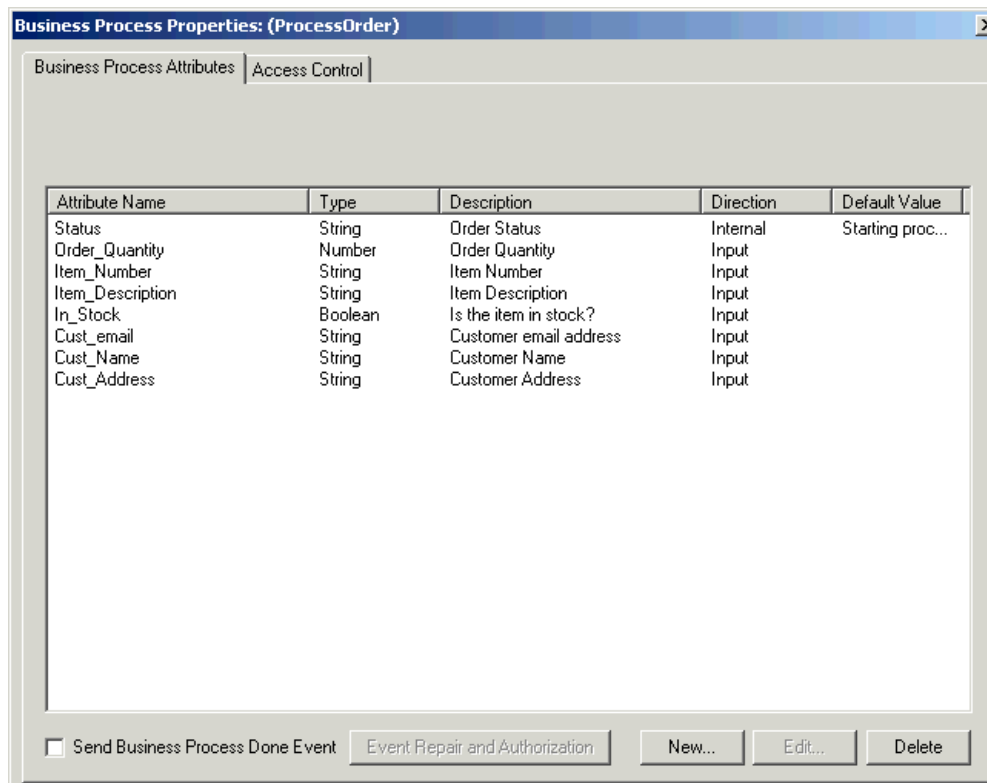 Business Process Properties: (ProcessOrder)
Business Process Attributes Access Control
Attribute Name Type Description Direction Default Value
Status String Order Status Internal Starting proc...
Order_Quantity Number Order Quantity Input
Item_Number String Item Number Input
Item_Description String Item Description Input
In_Stock Boolean Is the item in stock? Input
Cust_email String Customer email address Input
Cust_Name String Customer Name Input
Cust_Address String Customer Address Input
Send Business Process Done Event Event Repair and Authorization New... Edit... Delete